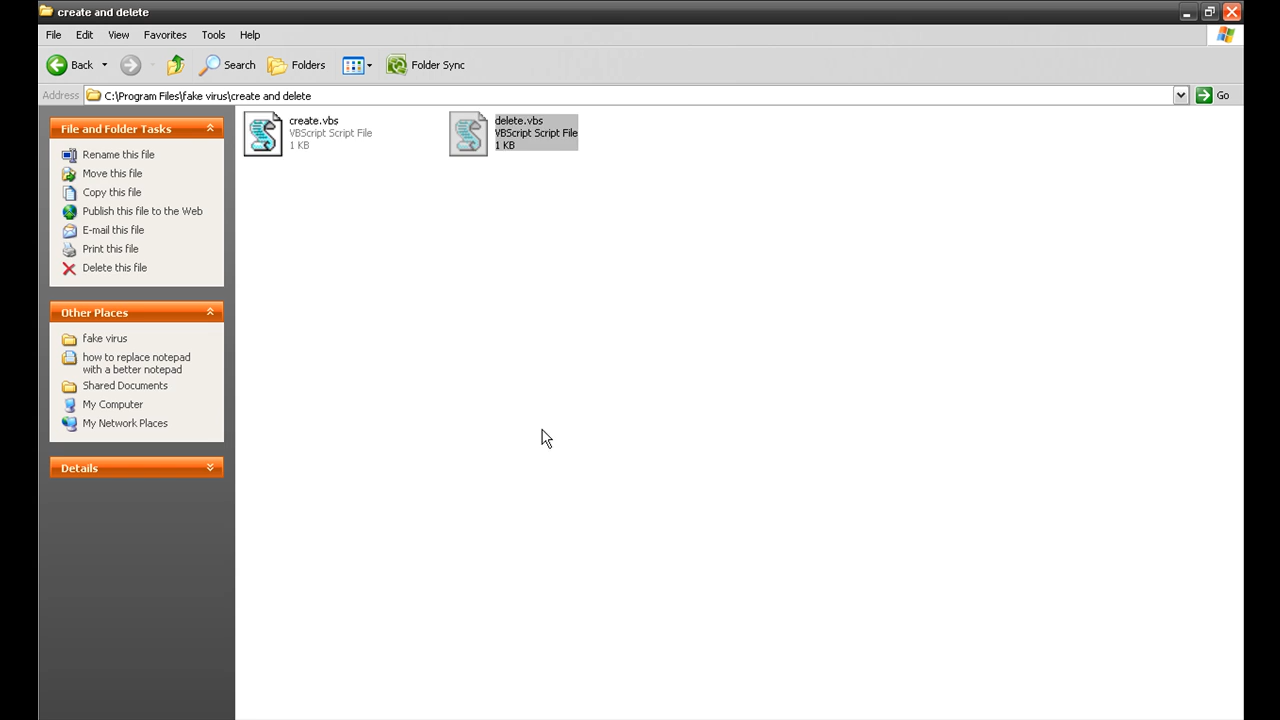 create and delete
File Edit View Favorites Tools Help
Back Search Folders Folder Sync
Address C:\Program Files\fake virus\create and delete Go
File and Folder Tasks
Rename this file
Move this file
Copy this file
Publish this file to the Web
E-mail this file
Print this file
Delete this file
Other Places
fake virus
how to replace notepad
with a better notepad
Shared Documents
My Computer
My Network Places
Details
create.vbs
VBScript Script File
1 KB
delete.vbs
VBScript Script File
1 KB